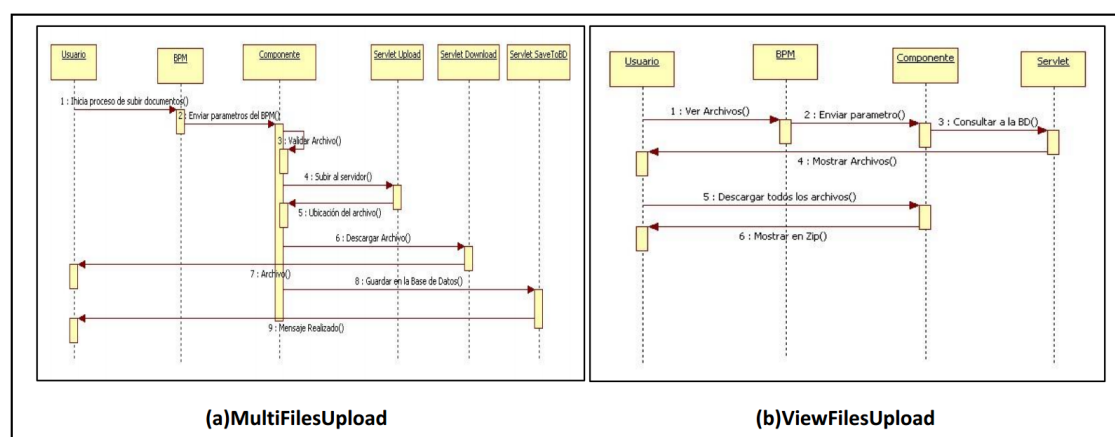 Usuario
BPM
Componente
Servlet Upload
Servlet Download
Servlet SaveToBD
1 : Inicia proceso de subir documentos()
2 : Enviar parametros del BPM()
3 : Validar Archivo()
4 : Subir al servidor()
5 : Ubicación del archivo()
6 : Descargar Archivo()
7 : Archivo()
8 : Guardar en la Base de Datos()
9 : Mensaje Realizado()
(a)MultiFilesUpload
Usuario
BPM
Componente
Servlet
1 : Ver Archivos()
2 : Enviar parametro()
3 : Consultar a la BD()
4 : Mostrar Archivos()
5 : Descargar todos los archivos()
6 : Mostrar en Zip()
(b)ViewFilesUpload